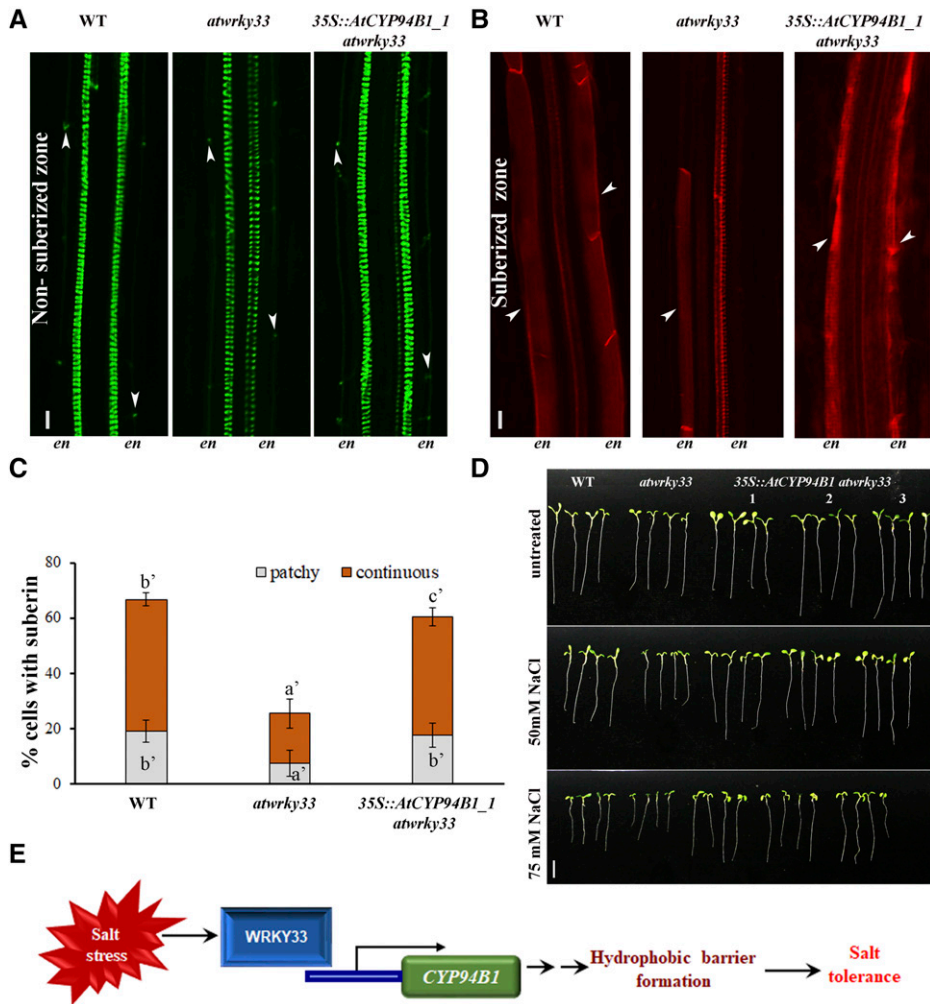 A
WT
atwrky33
35S::AtCYP94B1_1
atwrky33
Non- suberized zone
en
en
en
en
en
en
B
WT
atwrky33
35S::AtCYP94B1_1
atwrky33
Suberized zone
en
en
en
en
en
en
C
% cells with suberin
80
60
40
20
0
patchy
continuous
b’
b’
a’
a’
c’
b’
WT
atwrky33
35S::AtCYP94B1_1
atwrky33
D
WT
atwrky33
35S::AtCYP94B1 atwrky33
1
2
3
untreated
50mM NaCl
75 mM NaCl
E
Salt
stress
WRKY33
CYP94B1
Hydrophobic barrier
formation
Salt
tolerance